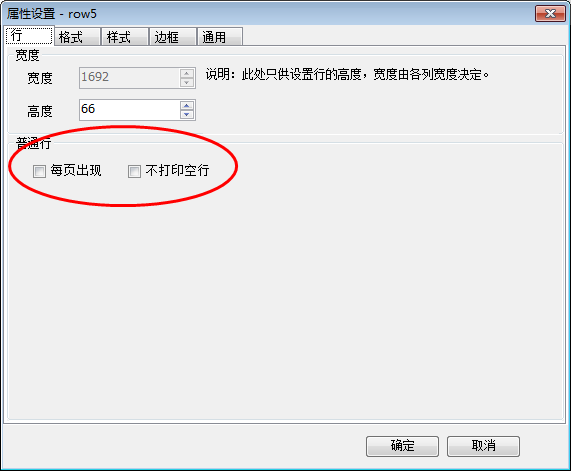 属性设置 - row5
行 格式 样式 边框 通用
宽度
宽度 1692 说明：此处只供设置行的高度，宽度由各列宽度决定。
高度 66
普通行
每页出现 不打印空行
确定 取消